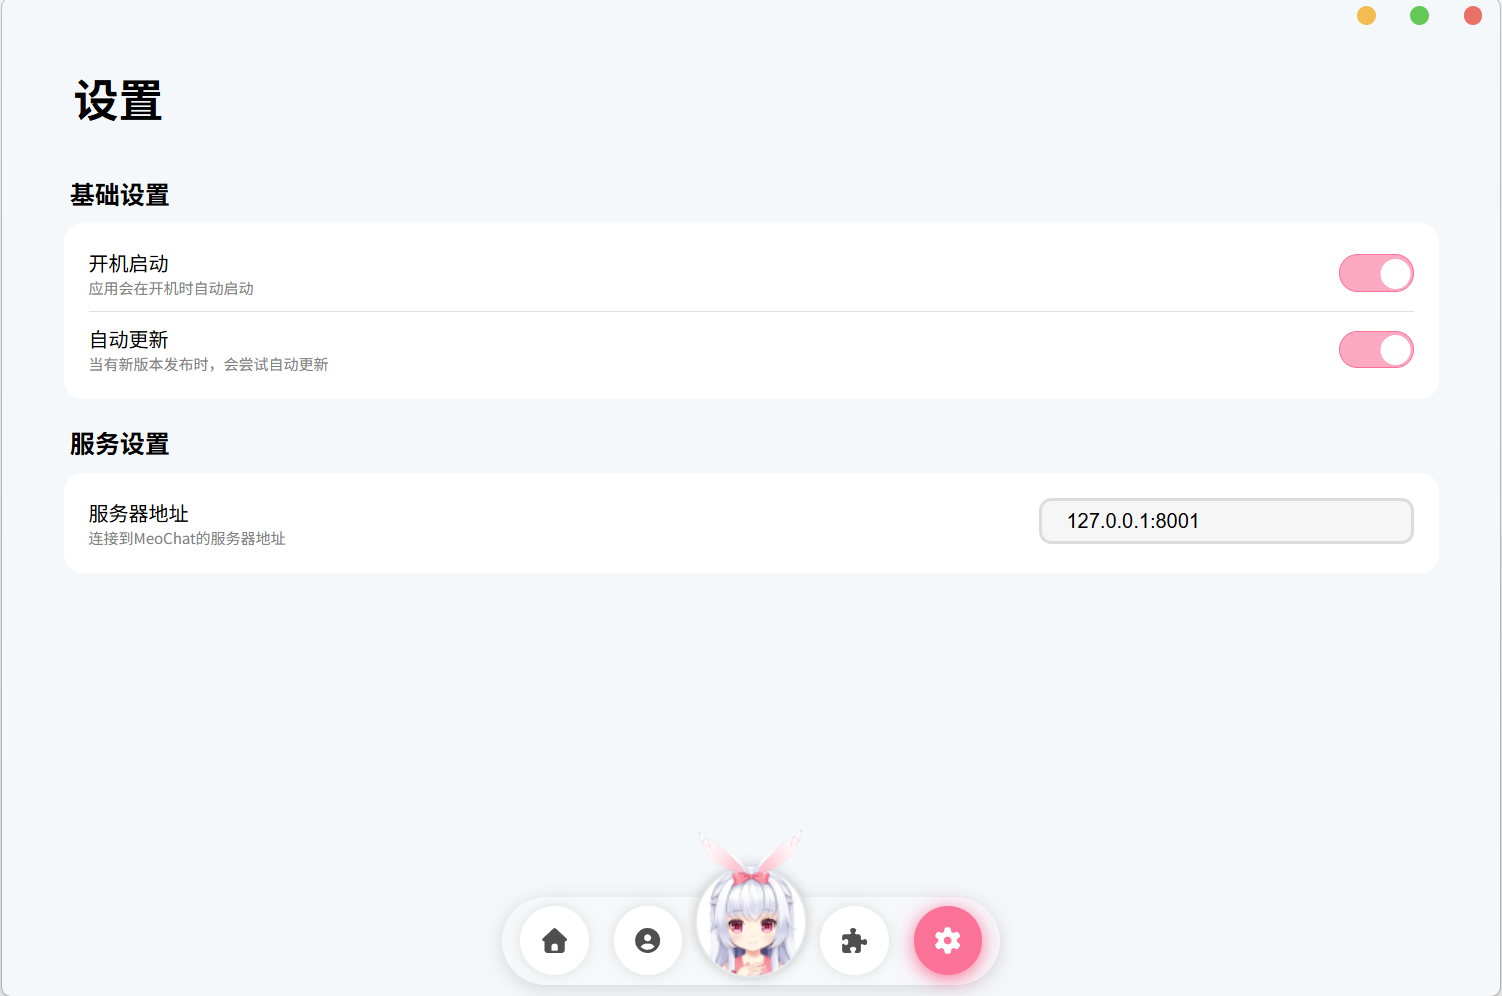 设置
基础设置
开机启动
应用会在开机时自动启动
自动更新
当有新版本发布时，会尝试自动更新
服务设置
服务器地址
连接到MeoChat的服务器地址
127.0.0.1:8001